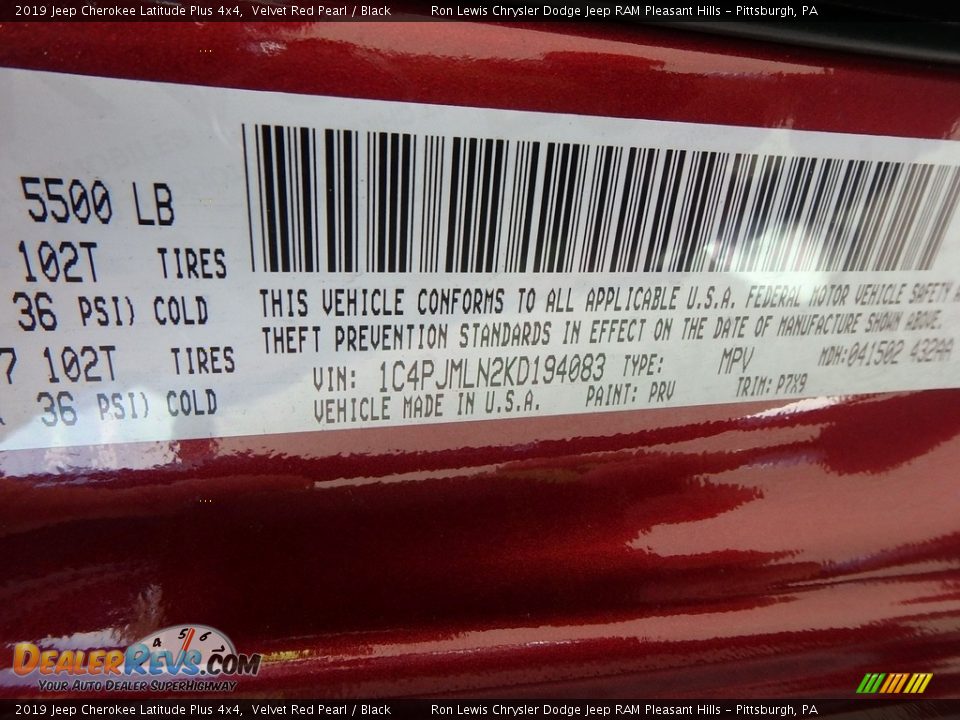 2019 Jeep Cherokee Latitude Plus 4x4, Velvet Red Pearl / Black Ron Lewis Chrysler Dodge Jeep RAM Pleasant Hills - Pittsburgh, PA
5500 LB
102T TIRES
36 PSI) COLD
7 102T TIRES
36 PSI) COLD
THIS VEHICLE CONFORMS TO ALL APPLICABLE U.S.A. FEDERAL MOTOR VEHICLE SAFETY
THEFT PREVENTION STANDARDS IN EFFECT ON THE DATE OF MANUFACTURE SHOWN ABOVE.
VIN: 1C4PJMLN2KD194083 TYPE: MPV MDH:041502 432AA
VEHICLE MADE IN U.S.A. PAINT: PRV TRIM: P7X9
4 5 6
DEALERREVS.COM
Your Auto Dealer SuperHighway
2019 Jeep Cherokee Latitude Plus 4x4, Velvet Red Pearl / Black Ron Lewis Chrysler Dodge Jeep RAM Pleasant Hills - Pittsburgh, PA